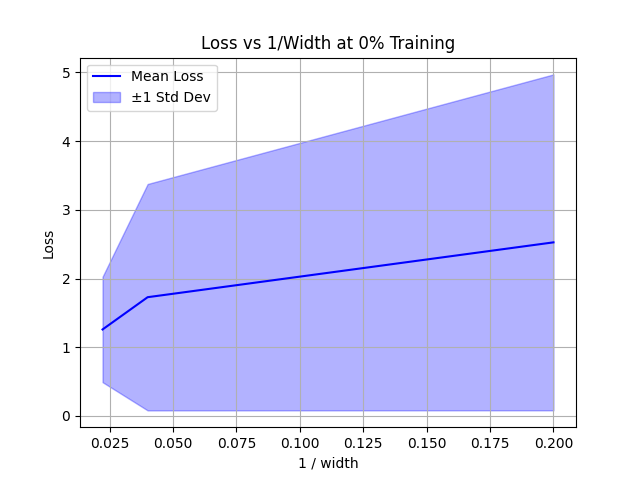 Loss vs 1/Width at 0% Training
Mean Loss
±1 Std Dev
Loss
5
4
3
2
1
0
0.025 0.050 0.075 0.100 0.125 0.150 0.175 0.200
1 / width